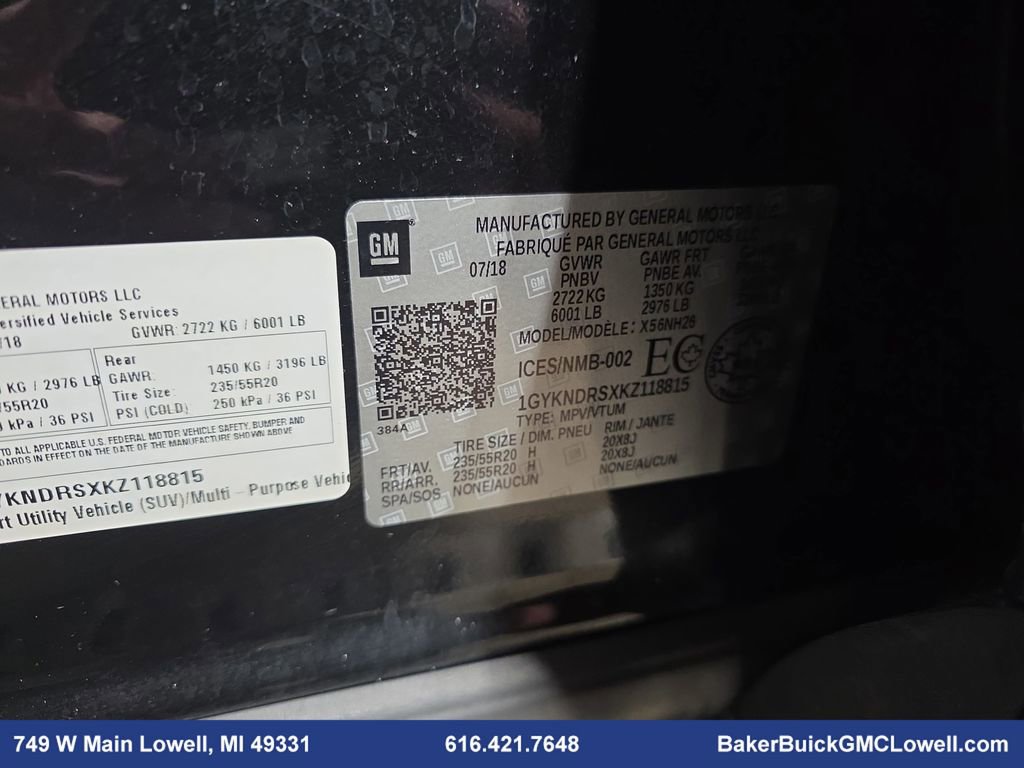 ERAL MOTORS LLC
ersified Vehicle Services
/18
GVWR: 2722 KG / 6001 LB
KG / 2976 LB
/55R20
kPa / 36 PSI
Rear
GAWR: 1450 KG / 3196 LB
Tire Size: 235/55R20
PSI (COLD) 250 kPa / 36 PSI
TO ALL APPLICABLE U.S. FEDERAL MOTOR VEHICLE SAFETY, BUMPER AND
DARDS IN EFFECT ON THE DATE OF THE MANUFACTURE SHOWN ABOVE
YKNDRSXKZ118815
rt Utility Vehicle (SUV)/Multi - Purpose Vehic
GM
MANUFACTURED BY GENERAL MOTORS LLC
FABRIQUÉ PAR GENERAL MOTORS LLC
07/18
GVWR GAWR FRT
PNBV PNBE AV.
2722 KG 1350 KG
6001 LB 2976 LB
MODEL/MODÈLE: X56NH26
ICES/NMB-002 EC
1GYKNDRSXKZ118815
TYPE: MPV/VTUM
384A
TIRE SIZE / DIM. PNEU RIM / JANTE
FRT/AV. 235/55R20 H 20X8J
RR/ARR. 235/55R20 H 20X8J
SPA/SOS NONE/AUCUN NONE/AUCUN
749 W Main Lowell, MI 49331
616.421.7648
BakerBuickGMCLowell.com